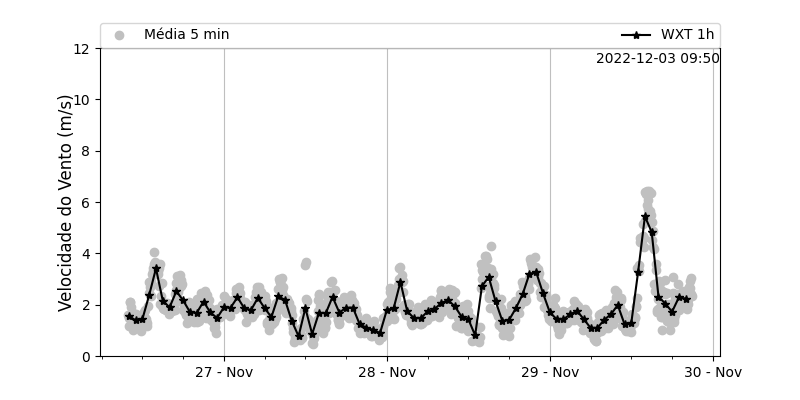 Média 5 min
WXT 1h
2022-12-03 09:50
12
10
8
6
4
2
0
Velocidade do Vento (m/s)
27 - Nov
28 - Nov
29 - Nov
30 - Nov